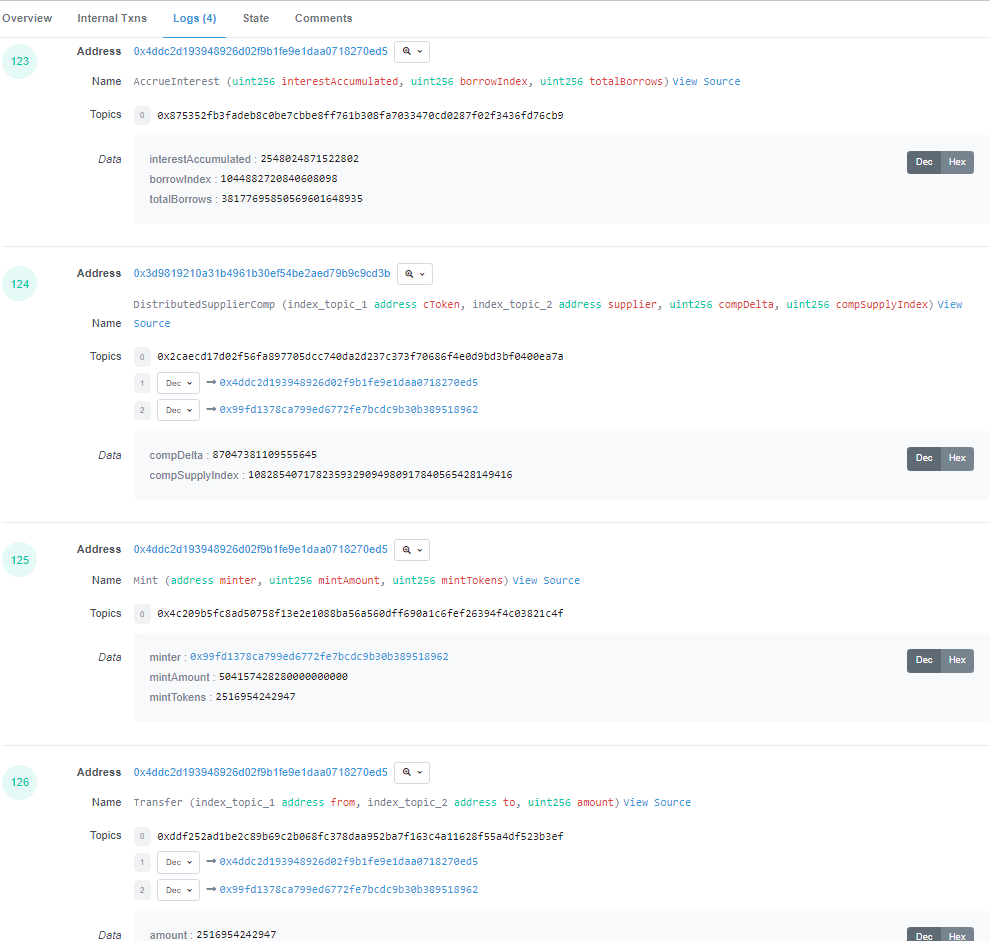 Overview Internal Txns Logs (4) State Comments
123
Address 0x4ddc2d193948926d02f9b1fe9e1daa0718270ed5
Name AccrueInterest (uint256 interestAccumulated, uint256 borrowIndex, uint256 totalBorrows) View Source
Topics 0 0x875352fb3fadeb8c0be7cbbe8ff761b308fa7033470cd0287f02f3436fd76cb9
Data interestAccumulated : 2548024871522802 Dec Hex
borrowIndex : 1044882720840608098
totalBorrows : 38177695850569601648935
124
Address 0x3d9819210a31b4961b30ef54be2aed79b9c9cd3b
DistributedSupplierComp (index_topic_1 address cToken, index_topic_2 address supplier, uint256 compDelta, uint256 compSupplyIndex) View
Name Source
Topics 0 0x2caecd17d02f56fa897705dcc740da2d237c373f70686f4e0d9bd3bf0400ea7a
1 Dec → 0x4ddc2d193948926d02f9b1fe9e1daa0718270ed5
2 Dec → 0x99fd1378ca799ed6772fe7bcdc9b30b389518962
Data compDelta : 87047381109555645 Dec Hex
compSupplyIndex : 108285407178235932909498091784056542814​9416
125
Address 0x4ddc2d193948926d02f9b1fe9e1daa0718270ed5
Name Mint (address minter, uint256 mintAmount, uint256 mintTokens) View Source
Topics 0 0x4c209b5fc8ad50758f13e2e1088ba56a560dff690a1c6fef26394f4c03821c4f
Data minter : 0x99fd1378ca799ed6772fe7bcdc9b30b389518962 Dec Hex
mintAmount : 504157428280000000000
mintTokens : 2516954242947
126
Address 0x4ddc2d193948926d02f9b1fe9e1daa0718270ed5
Name Transfer (index_topic_1 address from, index_topic_2 address to, uint256 amount) View Source
Topics 0 0xddf252ad1be2c89b69c2b068fc378daa952ba7f163c4a11628f55a4df523b3ef
1 Dec → 0x4ddc2d193948926d02f9b1fe9e1daa0718270ed5
2 Dec → 0x99fd1378ca799ed6772fe7bcdc9b30b389518962
Data amount : 2516954242947 Dec Hex